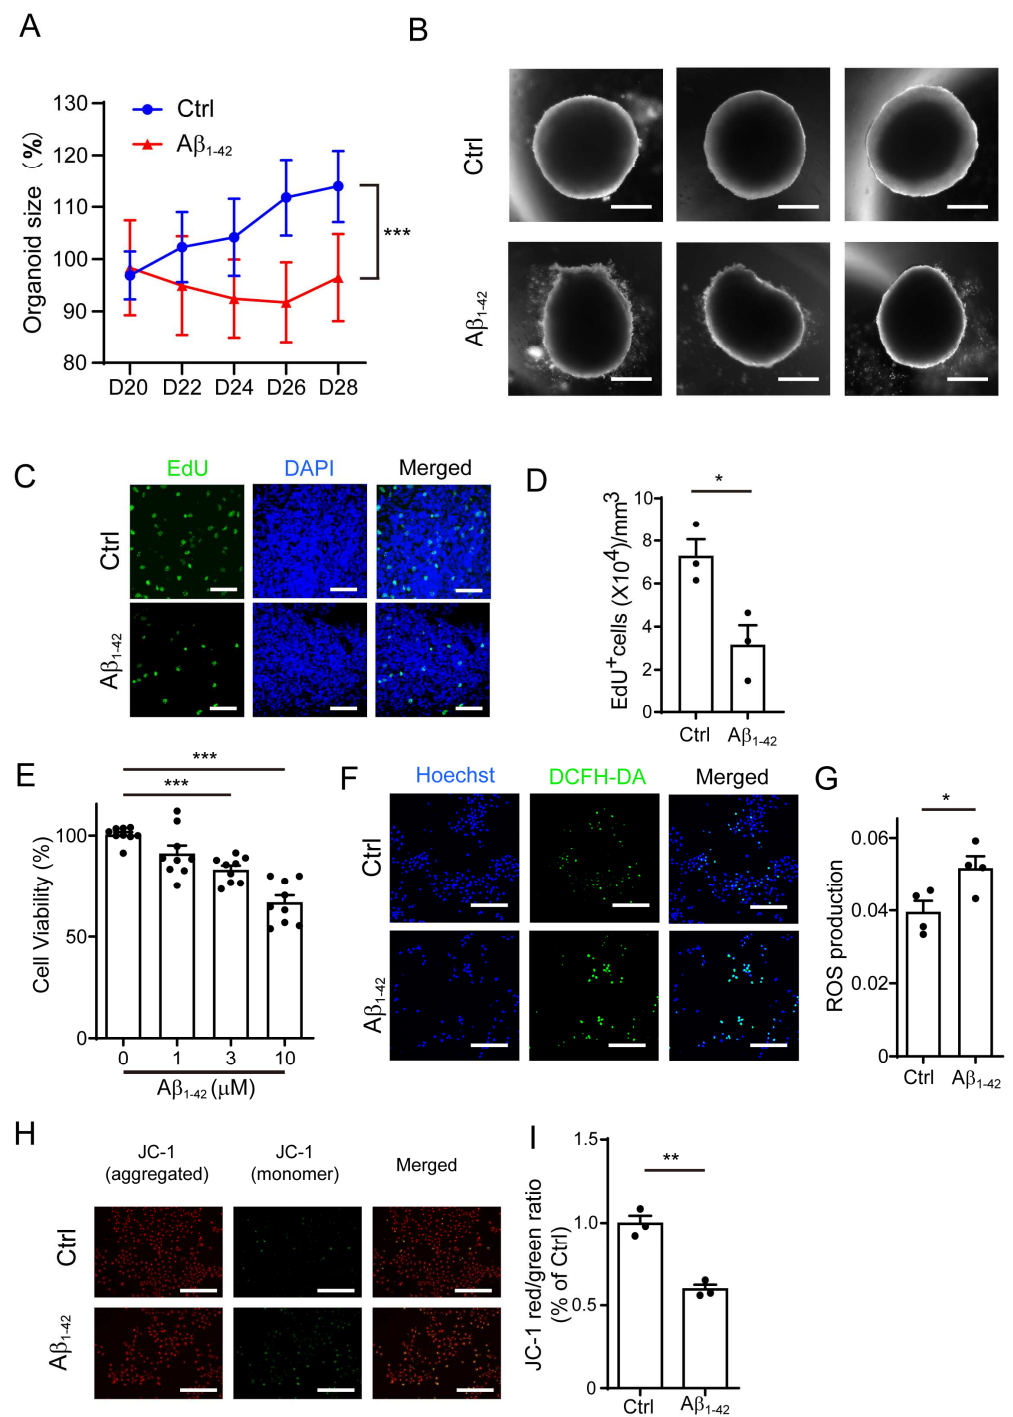 A
B
130
120
110
100
90
80
Organoid size (%)
Ctrl
Aβ1-42
***
D20 D22 D24 D26 D28
Ctrl
Aβ1-42
C
EdU DAPI Merged
Ctrl
Aβ1-42
D
*
10
8
6
4
2
0
EdU+cells (X10^4)/mm3
Ctrl Aβ1-42
E
***
***
100
50
0
Cell Viability (%)
0 1 3 10
Aβ1-42 (μM)
F
Hoechst DCFH-DA Merged
Ctrl
Aβ1-42
G
*
0.06
0.04
0.02
0
ROS production
Ctrl Aβ1-42
H
JC-1 (aggregated)
JC-1 (monomer)
Merged
Ctrl
Aβ1-42
I
**
1.5
1.0
0.5
0
JC-1 red/green ratio
(% of Ctrl)
Ctrl Aβ1-42